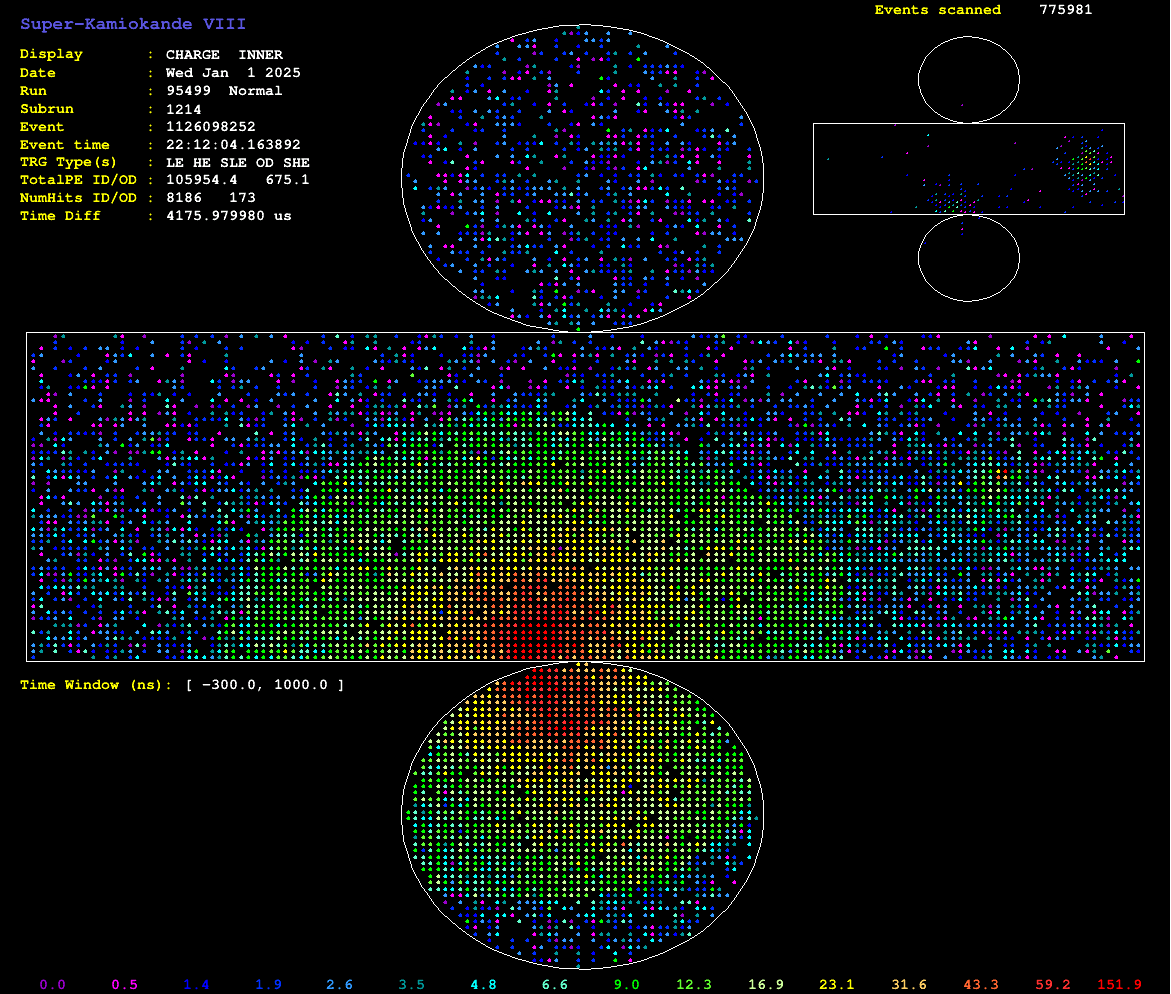 Super-Kamiokande VIII
Events scanned 775981
Display : CHARGE INNER
Date : Wed Jan 1 2025
Run : 95499 Normal
Subrun : 1214
Event : 1126098252
Event time : 22:12:04.163892
TRG Type(s) : LE HE SLE OD SHE
TotalPE ID/OD : 105954.4 675.1
NumHits ID/OD : 8186 173
Time Diff : 4175.979980 us
Time Window (ns): [ −300.0, 1000.0 ]
0.0 0.5 1.4 1.9 2.6 3.5 4.8 6.6 9.0 12.3 16.9 23.1 31.6 43.3 59.2 151.9